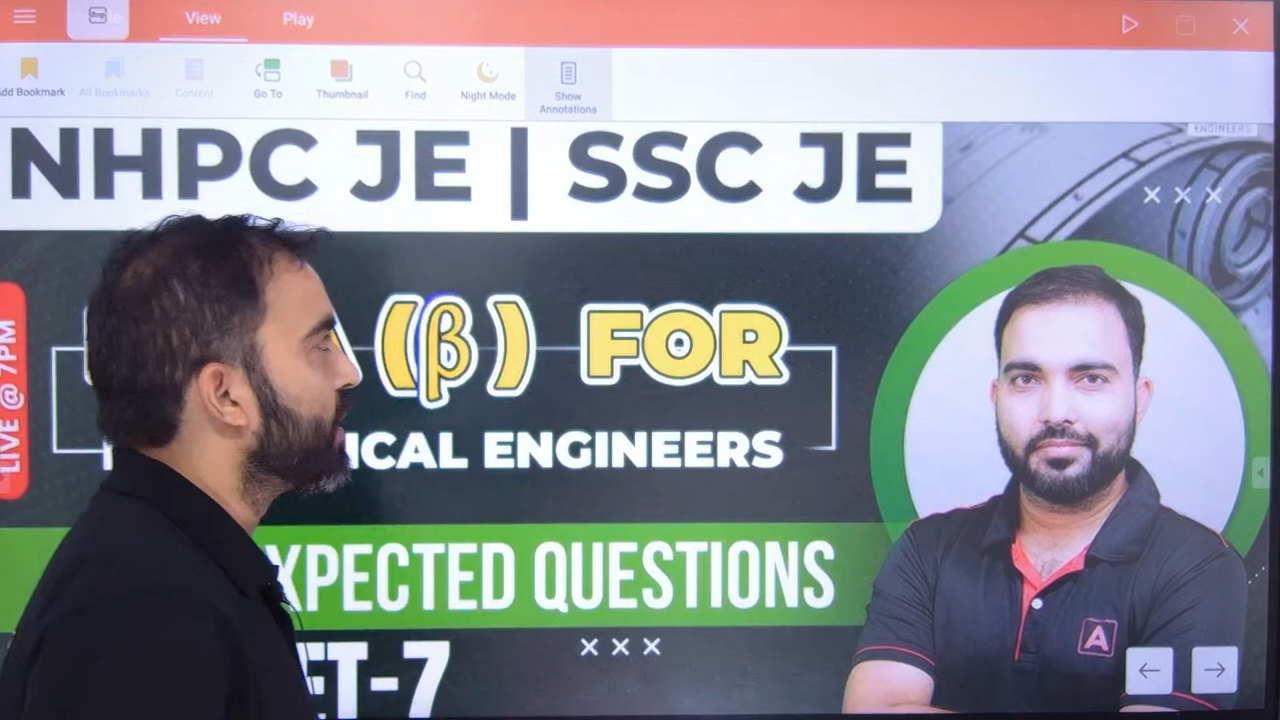 View
Play
Add Bookmark
All Bookmarks
Content
Go To
Thumbnail
Find
Night Mode
Show
Annotations
ENGINEERS
NHPC JE | SSC JE
LIVE @ 7PM
(β) FOR
ICAL ENGINEERS
XPECTED QUESTIONS
ET-7
A